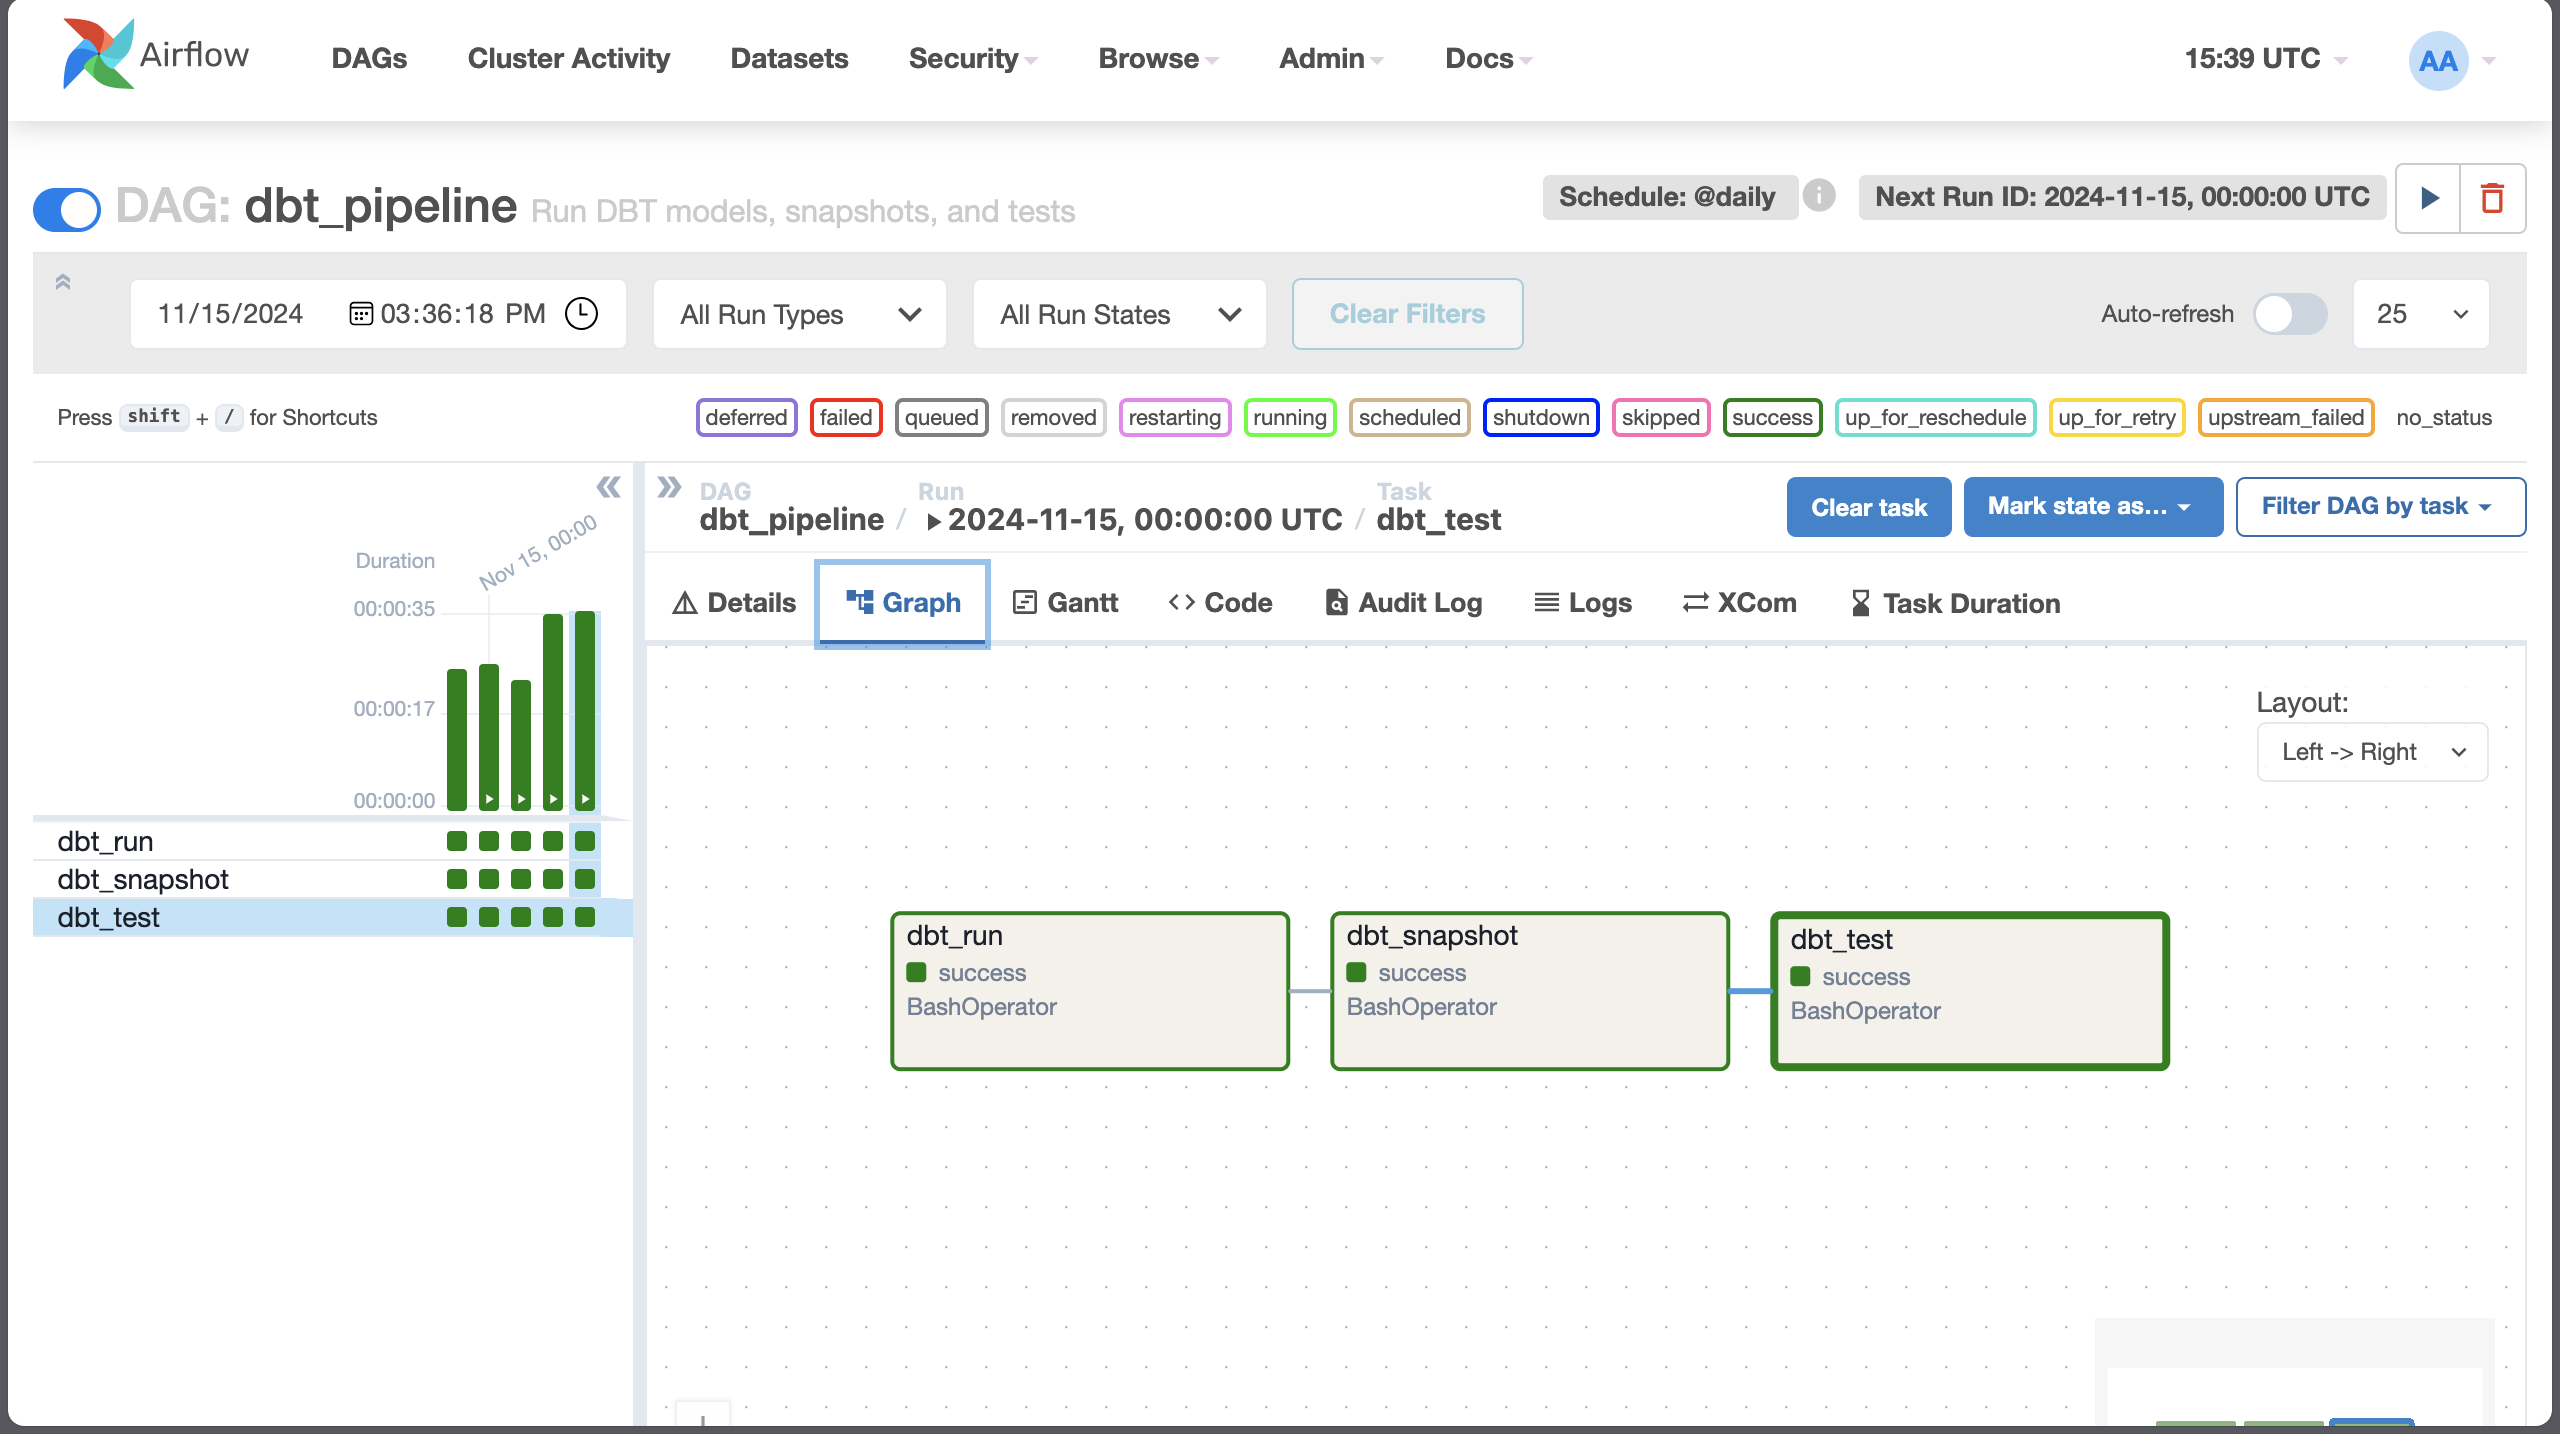 Airflow
DAGs
Cluster Activity
Datasets
Security
Browse
Admin
Docs
15:39 UTC
AA
DAG: dbt_pipeline Run DBT models, snapshots, and tests
Schedule: @daily
i
Next Run ID: 2024-11-15, 00:00:00 UTC
11/15/2024 03:36:18 PM
All Run Types
All Run States
Clear Filters
Auto-refresh
25
Press shift + / for Shortcuts
deferred
failed
queued
removed
restarting
running
scheduled
shutdown
skipped
success
up_for_reschedule
up_for_retry
upstream_failed
no_status
Duration
Nov 15, 00:00
00:00:35
00:00:17
00:00:00
dbt_run
dbt_snapshot
dbt_test
DAG
dbt_pipeline
/
Run
2024-11-15, 00:00:00 UTC
/
Task
dbt_test
Clear task
Mark state as...
Filter DAG by task
Details
Graph
Gantt
Code
Audit Log
Logs
XCom
Task Duration
Layout:
Left -> Right
dbt_run
success
BashOperator
dbt_snapshot
success
BashOperator
dbt_test
success
BashOperator